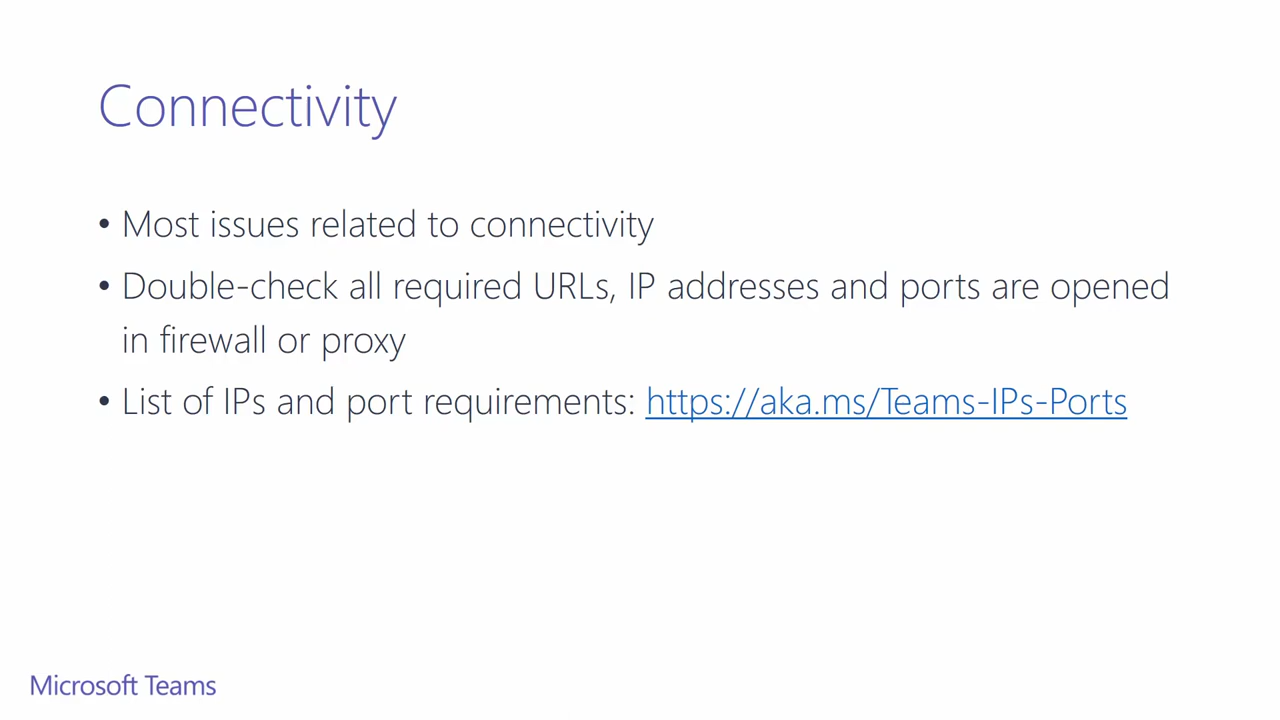 Connectivity
• Most issues related to connectivity
• Double-check all required URLs, IP addresses and ports are opened
in firewall or proxy
• List of IPs and port requirements: https://aka.ms/Teams-IPs-Ports
Microsoft Teams